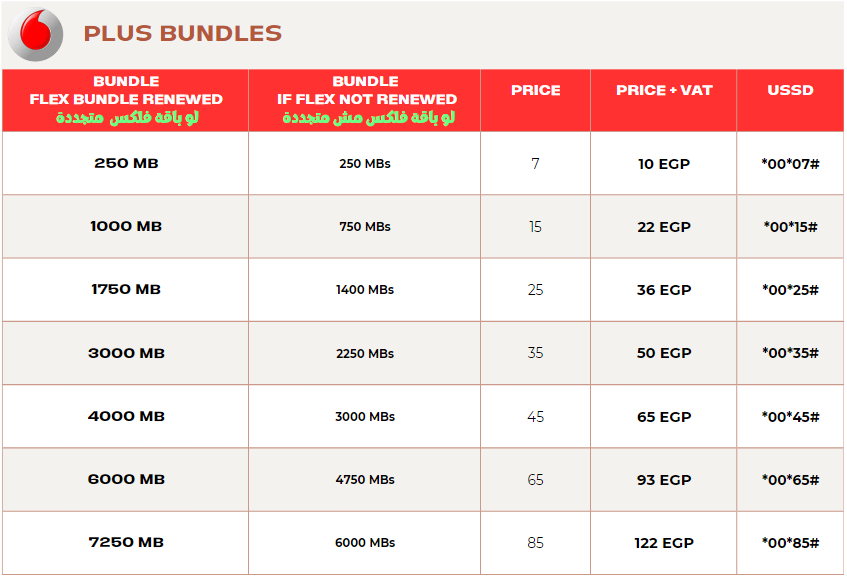 PLUS BUNDLES
BUNDLE
FLEX BUNDLE RENEWED
لو باقة فلكس متجددة
BUNDLE
IF FLEX NOT RENEWED
لو باقة فلكس مش متجددة
PRICE
PRICE + VAT
USSD
250 MB 250 MBs 7 10 EGP *00*07#
1000 MB 750 MBs 15 22 EGP *00*15#
1750 MB 1400 MBs 25 36 EGP *00*25#
3000 MB 2250 MBs 35 50 EGP *00*35#
4000 MB 3000 MBs 45 65 EGP *00*45#
6000 MB 4750 MBs 65 93 EGP *00*65#
7250 MB 6000 MBs 85 122 EGP *00*85#